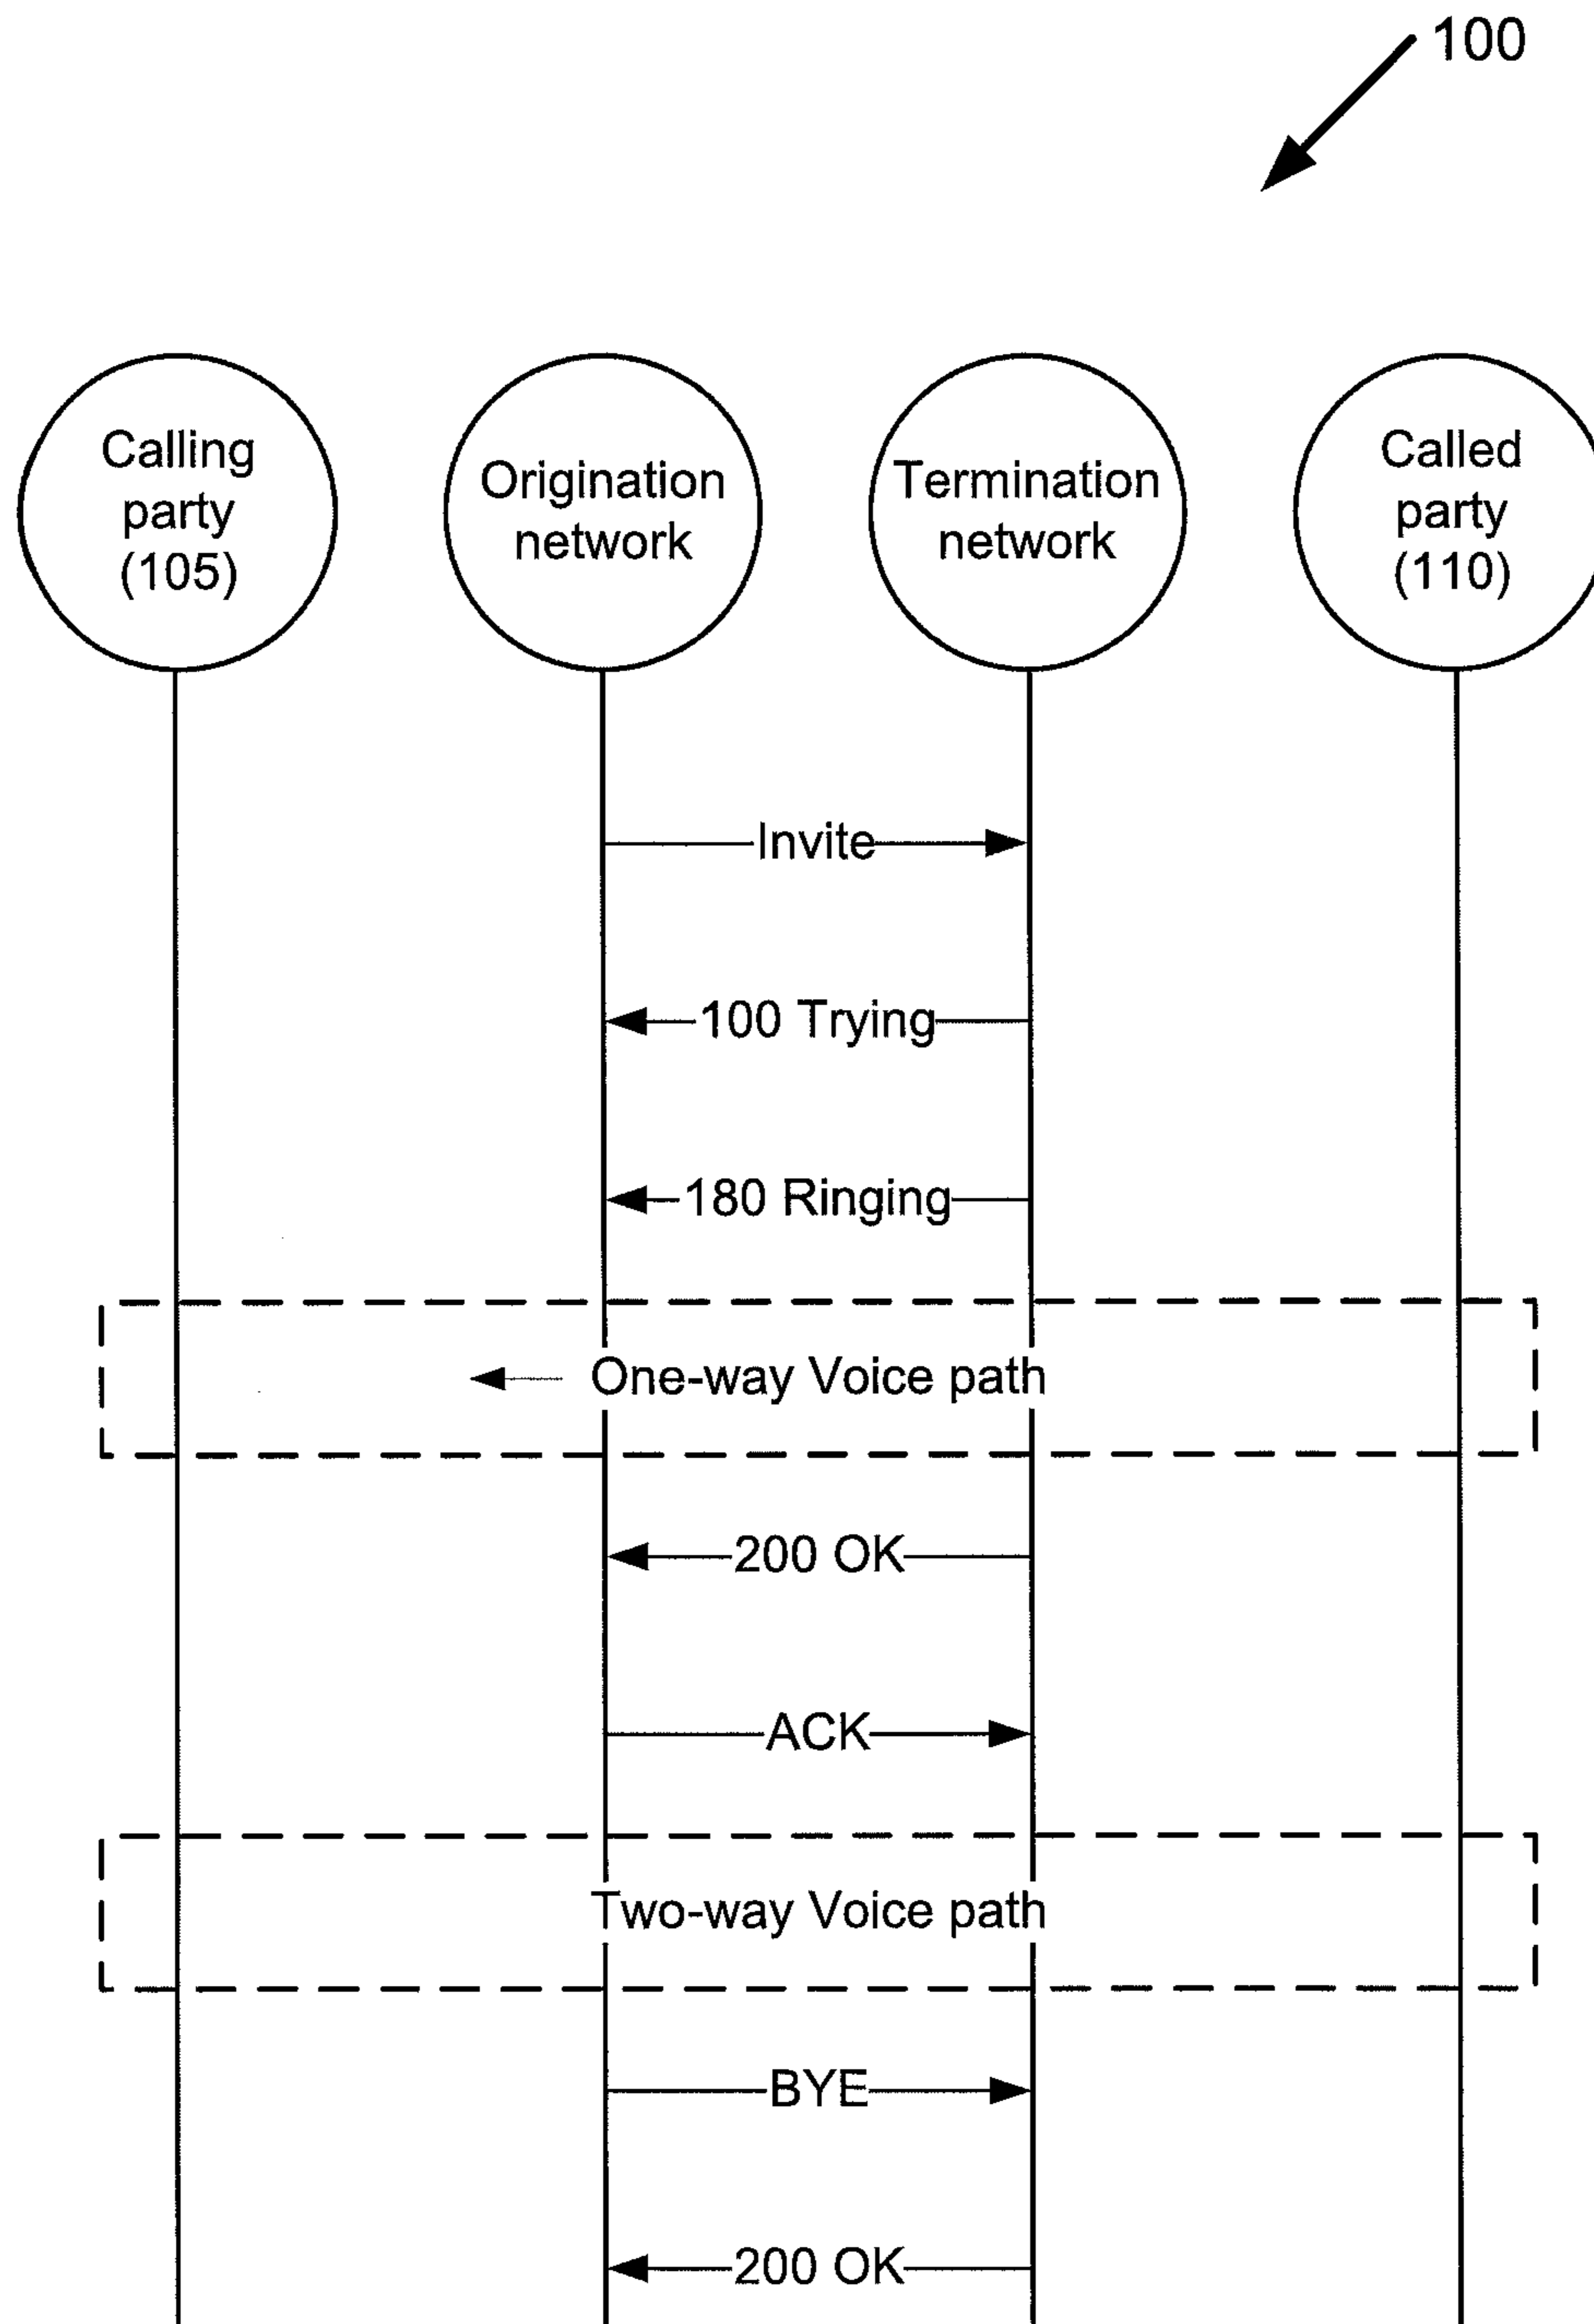 100
Calling
party
(105)
Origination
network
Termination
network
Called
party
(110)
Invite
100 Trying
180 Ringing
One-way Voice path
200 OK
ACK
Two-way Voice path
BYE
200 OK